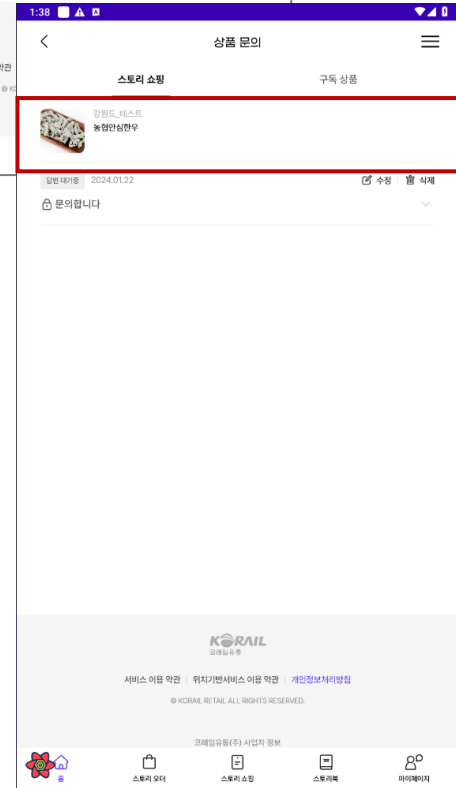 1:38
상품 문의
스토리 쇼핑 구독 상품
강원도_테스트
농협안심한우
답변 대기중 2024.01.22 수정 삭제
문의합니다
KORAIL
코레일유통
서비스 이용 약관 위치기반서비스 이용 약관 개인정보처리방침
© KORAIL RETAIL, ALL RIGHTS RESERVED.
코레일유통(주) 사업자 정보
홈 스토리 오더 스토리 쇼핑 스토리북 마이페이지